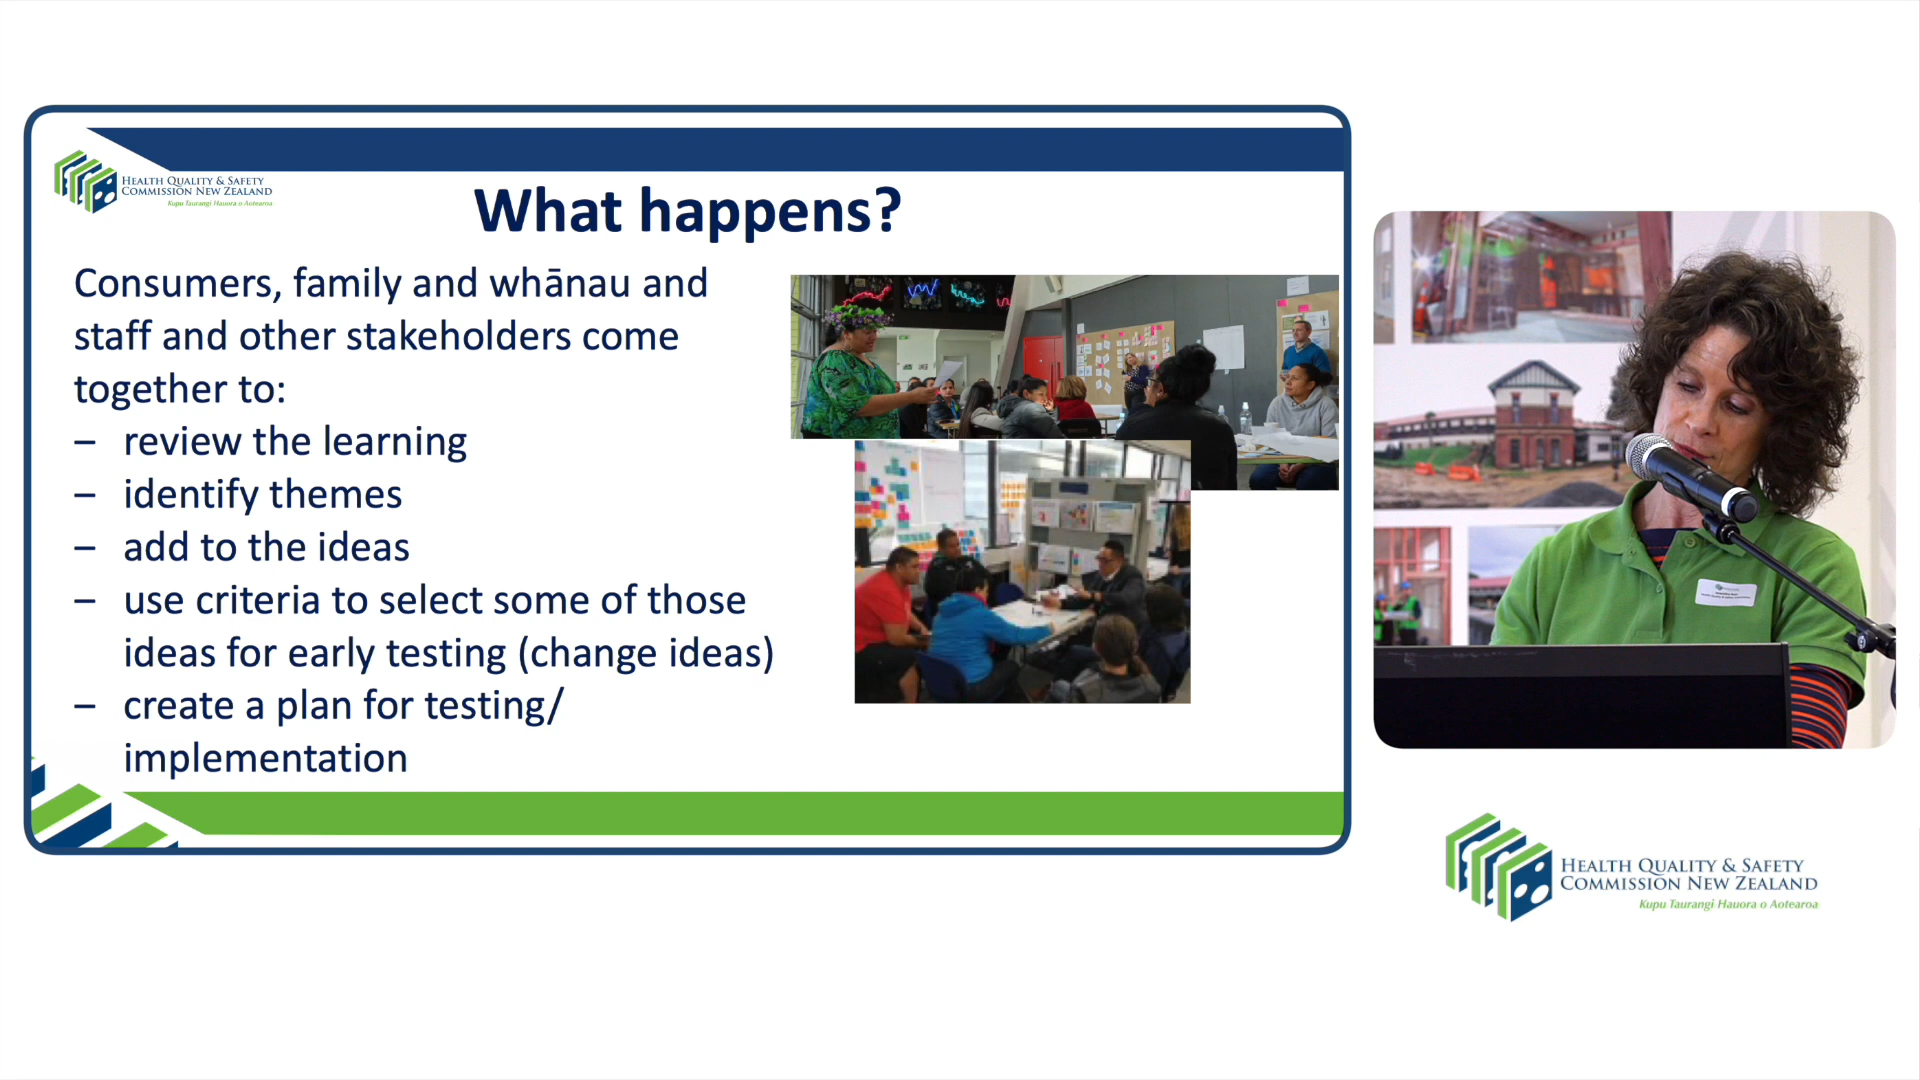 HEALTH QUALITY & SAFETY
COMMISSION NEW ZEALAND
Kupu Taurangi Hauora o Aotearoa
What happens?
Consumers, family and whānau and
staff and other stakeholders come
together to:
– review the learning
– identify themes
– add to the ideas
– use criteria to select some of those
ideas for early testing (change ideas)
– create a plan for testing/
implementation
HEALTH QUALITY & SAFETY
COMMISSION NEW ZEALAND
Kupu Taurangi Hauora o Aotearoa